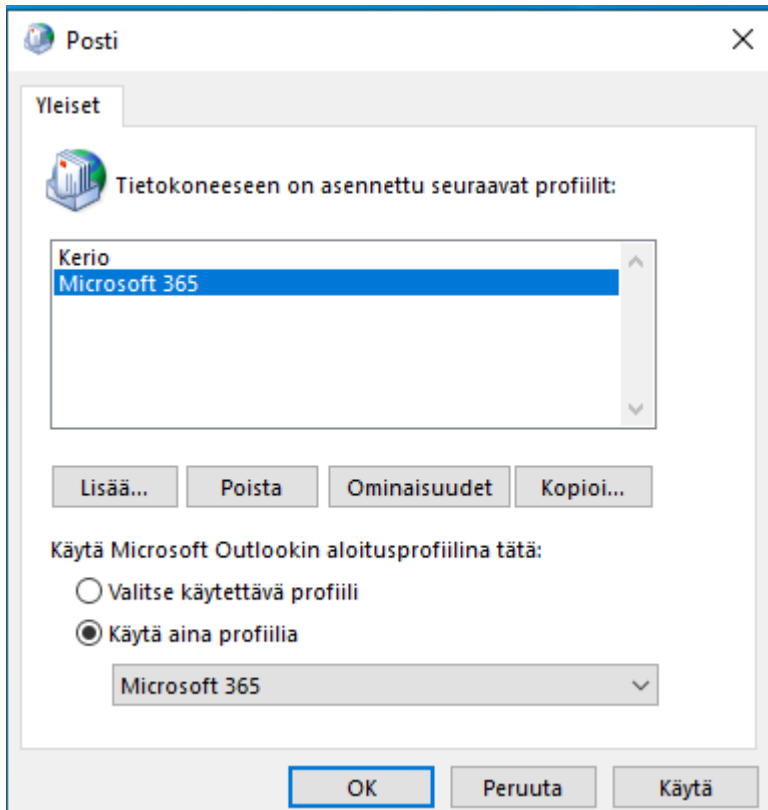 Posti
Yleiset
Tietokoneeseen on asennettu seuraavat profiilit:
Kerio
Microsoft 365
Lisää... Poista Ominaisuudet Kopioi...
Käytä Microsoft Outlookin aloitusprofiilina tätä:
Valitse käytettävä profiili
Käytä aina profiilia
Microsoft 365
OK Peruuta Käytä